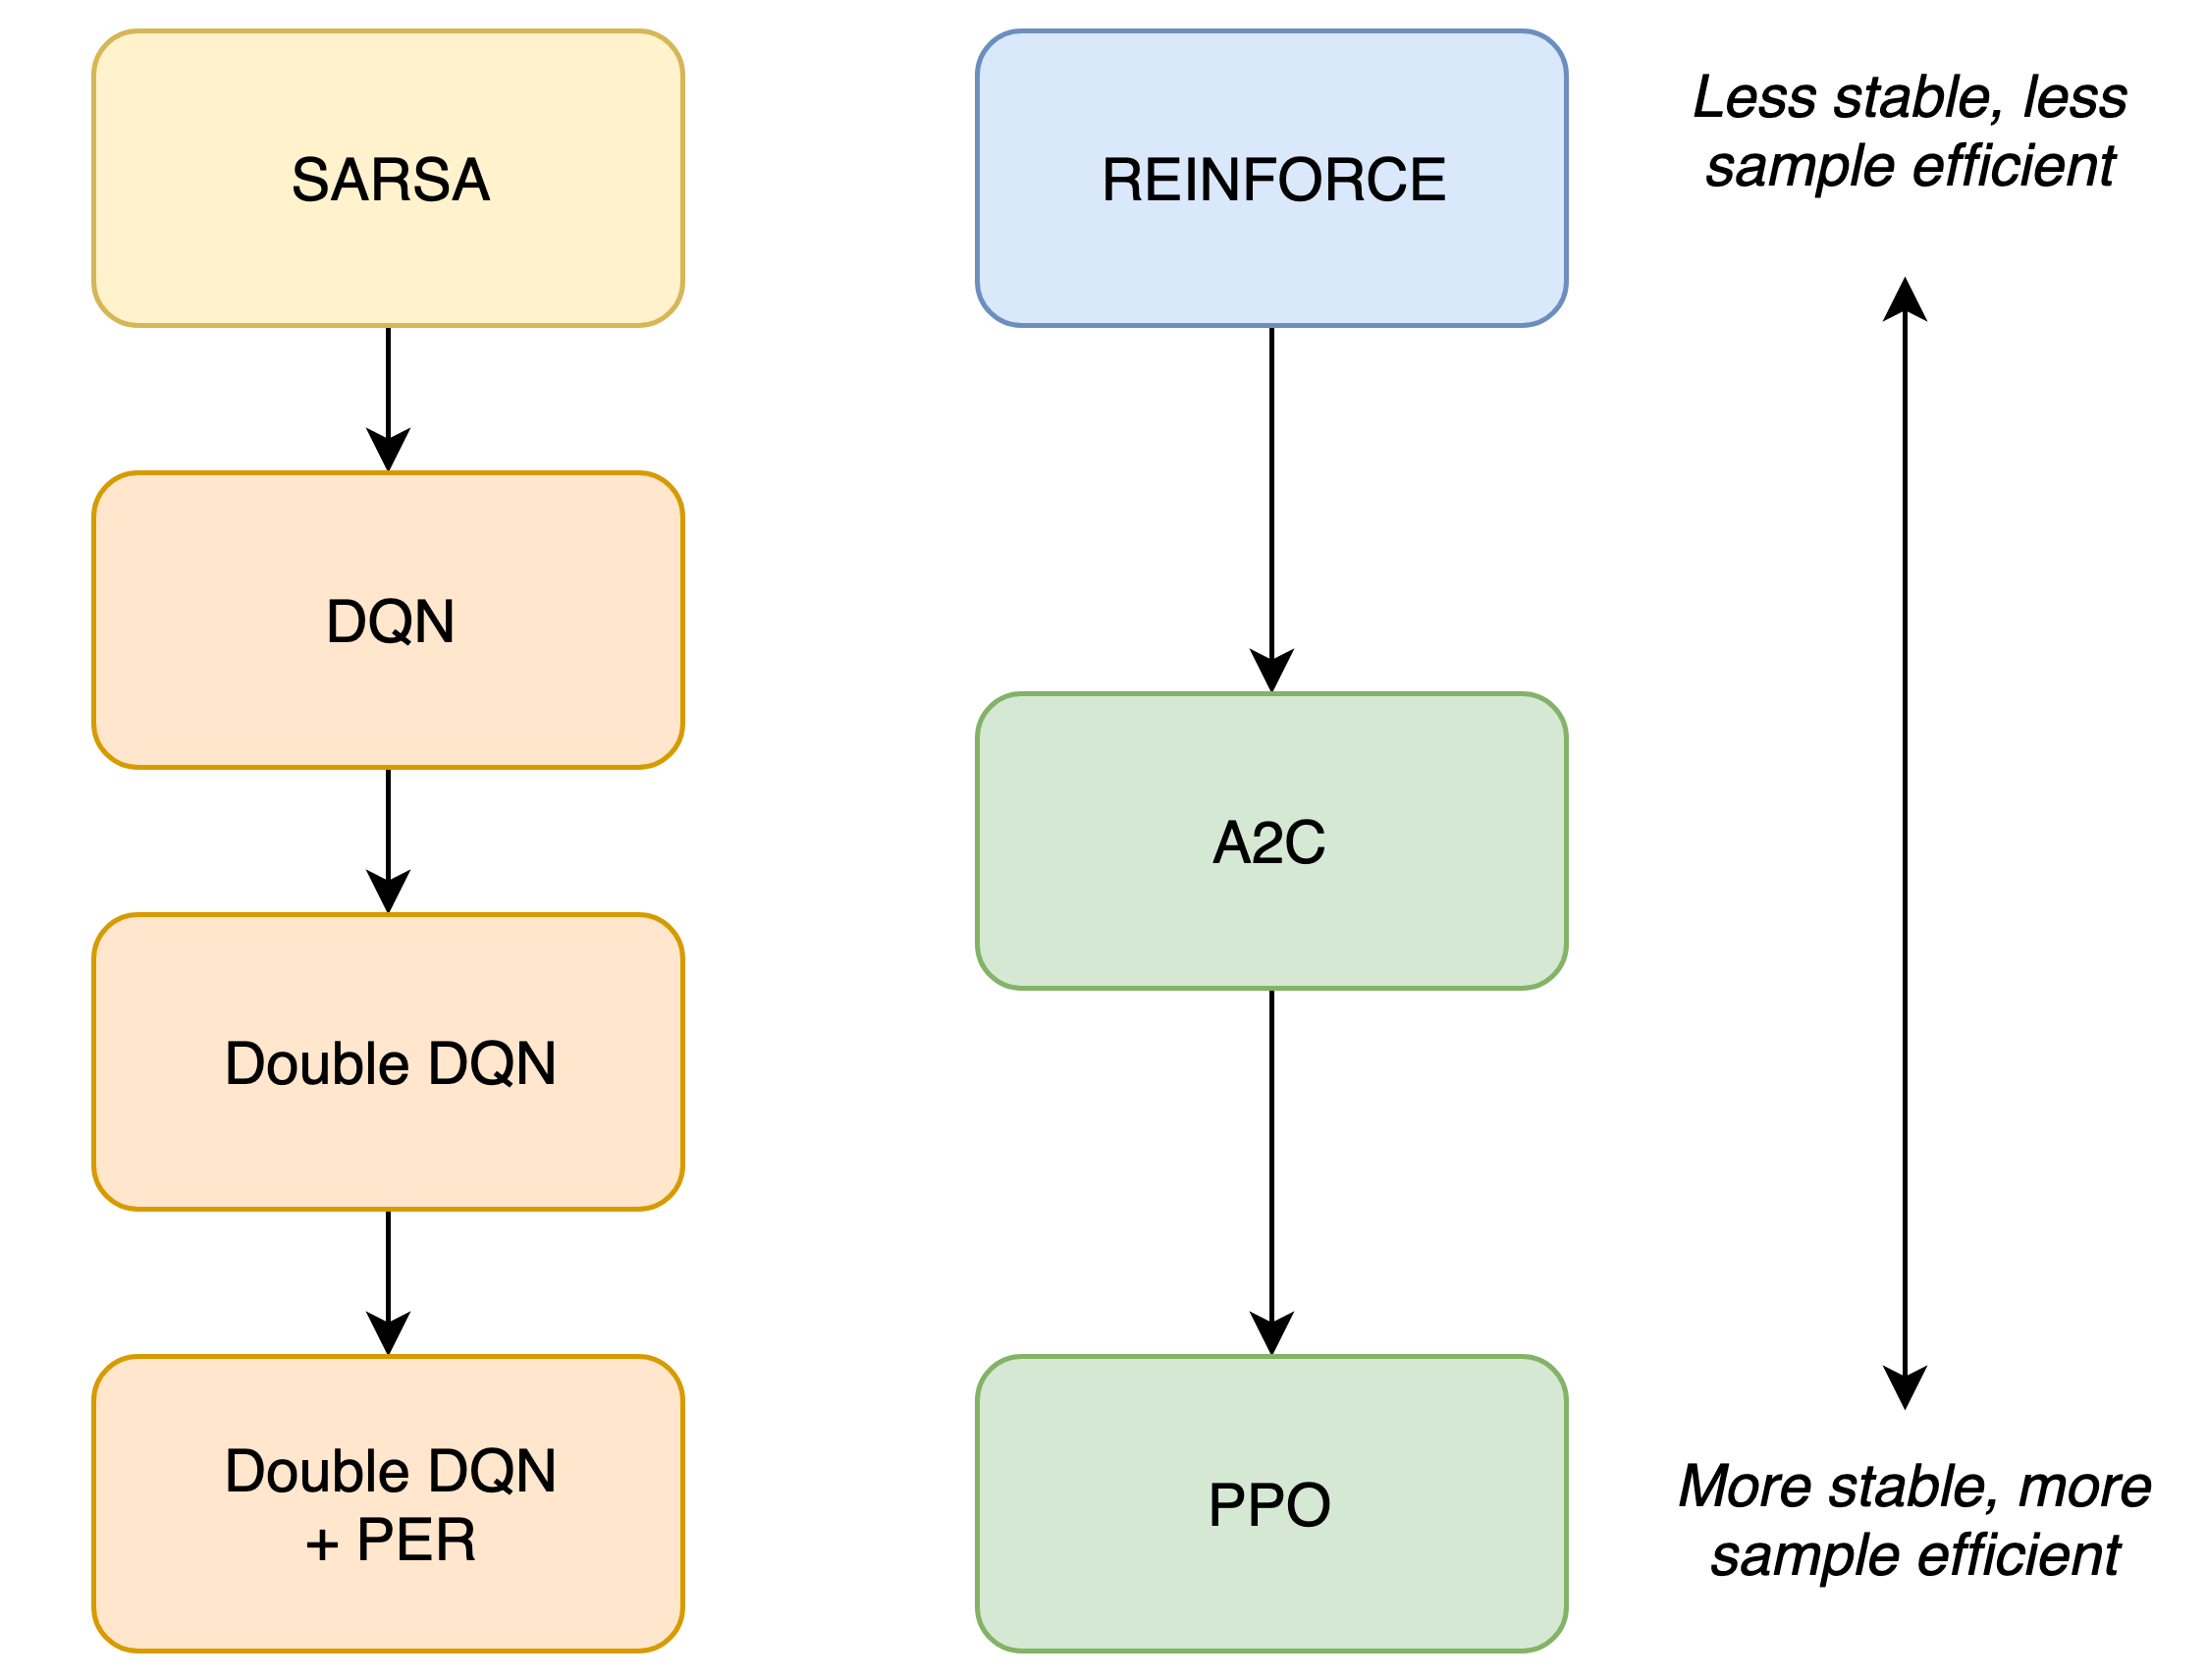 SARSA
DQN
Double DQN
Double DQN
+ PER
REINFORCE
A2C
PPO
Less stable, less
sample efficient
More stable, more
sample efficient